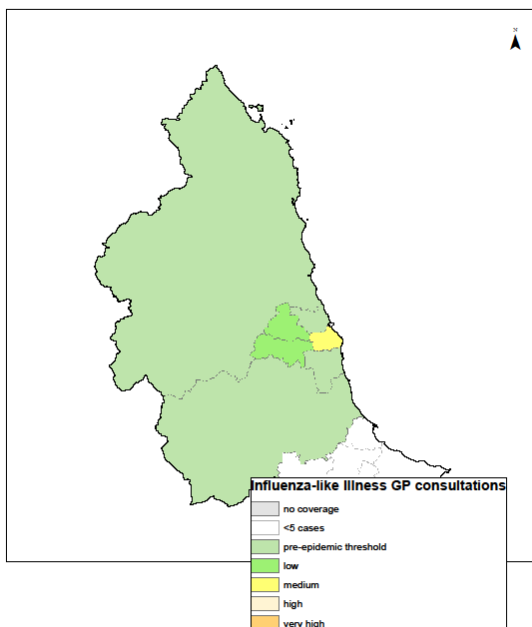 N
Influenza-like Illness GP consultations
no coverage
<5 cases
pre-epidemic threshold
low
medium
high
very high